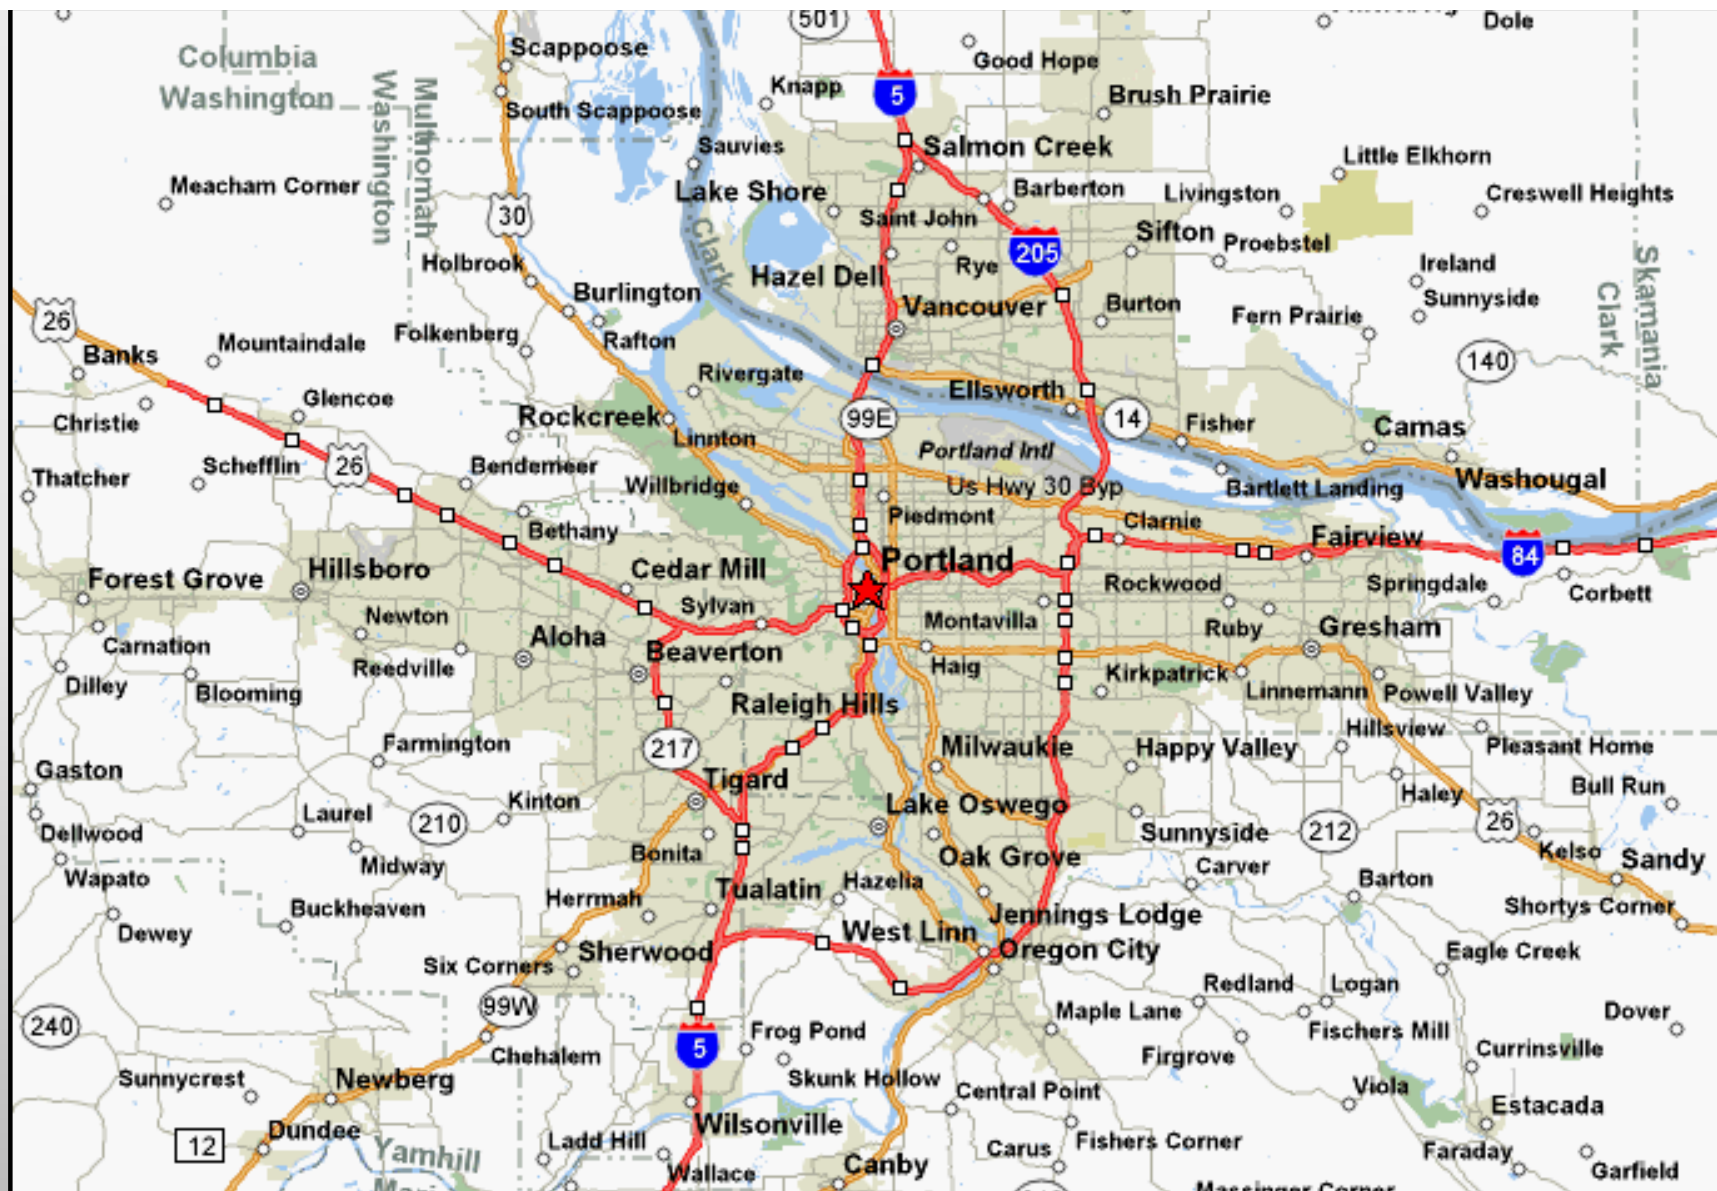 501
Dole
Scappoose
Columbia
Washington
Good Hope
Knapp
5
Brush Prairie
South Scappoose
Multnomah
Washington
Sauvies
Salmon Creek
Little Elkhorn
Meacham Corner
Lake Shore
Barberton
Livingston
Creswell Heights
30
Saint John
Sifton
Proebstel
Clark
205
Holbrook
Rye
Ireland
Skamania
Clark
Hazel Dell
Burlington
Vancouver
Burton
Sunnyside
26
Fern Prairie
Folkenberg
Rafton
Mountaindale
Banks
140
Rivergate
Ellsworth
Glencoe
Christie
Rockcreek
99E
14
Fisher
Camas
Linnton
Portland Intl
Schefflin
26
Bendemeer
Thatcher
Willbridge
Us Hwy 30 Byp
Bartlett Landing
Washougal
Piedmont
Clarnie
Bethany
Fairview
84
Portland
Forest Grove
Hillsboro
Cedar Mill
Rockwood
Springdale
Corbett
Sylvan
Newton
Montavilla
Ruby
Gresham
Carnation
Aloha
Beaverton
Reedville
Haig
Kirkpatrick
Dilley
Blooming
Linnemann
Powell Valley
Raleigh Hills
Hillsview
Farmington
217
Milwaukie
Happy Valley
Pleasant Home
Gaston
Tigard
Bull Run
Haley
Laurel
Kinton
Lake Oswego
210
Dellwood
Sunnyside
212
26
Bonita
Oak Grove
Kelso
Sandy
Midway
Carver
Wapato
Barton
Tualatin
Hazelia
Herrmah
Shortys Corner
Buckheaven
Jennings Lodge
Dewey
West Linn
Sherwood
Oregon City
Eagle Creek
Six Corners
Redland
Logan
99W
Maple Lane
Dover
240
Frog Pond
Fischers Mill
5
Chehalem
Firgrove
Currinsville
Sunnycrest
Newberg
Skunk Hollow
Central Point
Viola
Estacada
Wilsonville
Dundee
12
Ladd Hill
Fishers Corner
Carus
Faraday
Yamhill
Canby
Wallace
Garfield